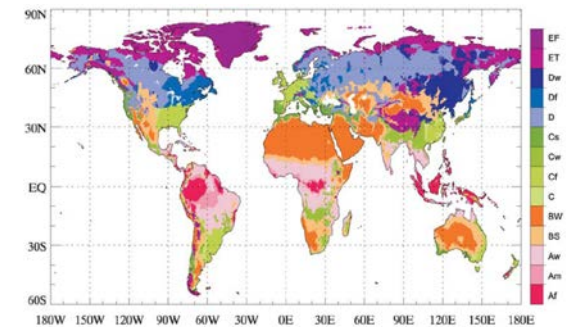 90N
60N
30N
EQ
30S
60S
180W 150W 120W 90W 60W 30W 0E 30E 60E 90E 120E 150E 180E
EF
ET
Dw
Df
D
Cs
Cw
Cf
C
BW
BS
Aw
Am
Af